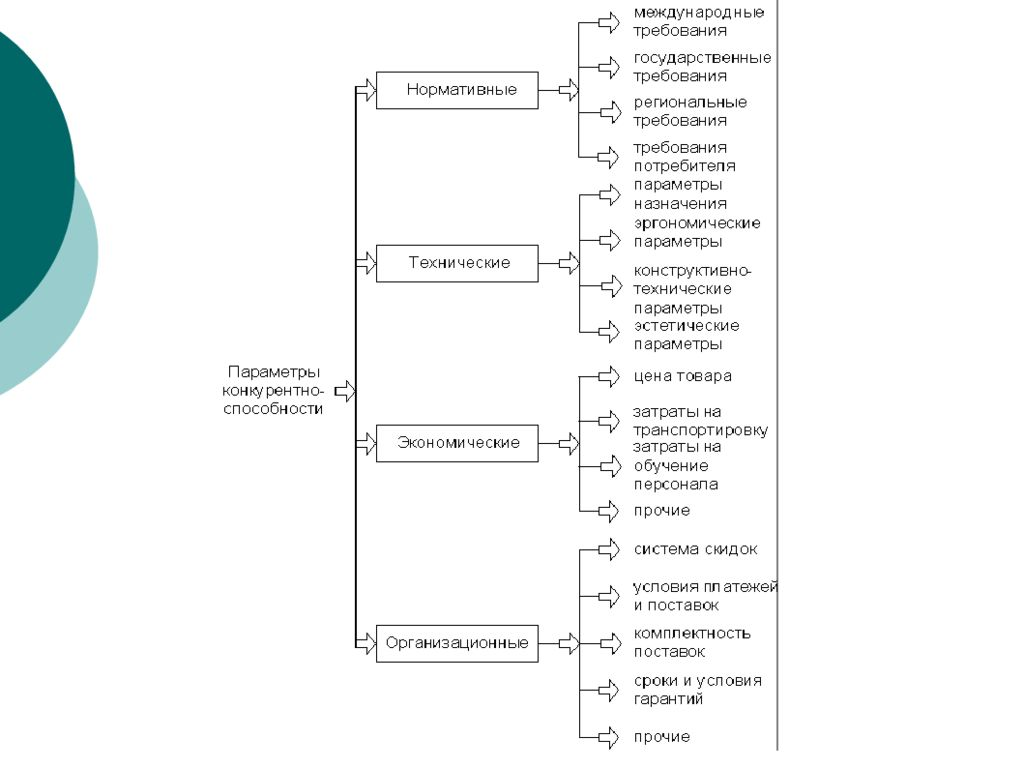 Параметры
конкурентно-
способности
Нормативные
международные
требования
государственные
требования
региональные
требования
требования
потребителя
Технические
параметры
назначения
эргономические
параметры
конструктивно-
технические
параметры
эстетические
параметры
Экономические
цена товара
затраты на
транспортировку
затраты на
обучение
персонала
прочие
Организационные
система скидок
условия платежей
и поставок
комплектность
поставок
сроки и условия
гарантий
прочие